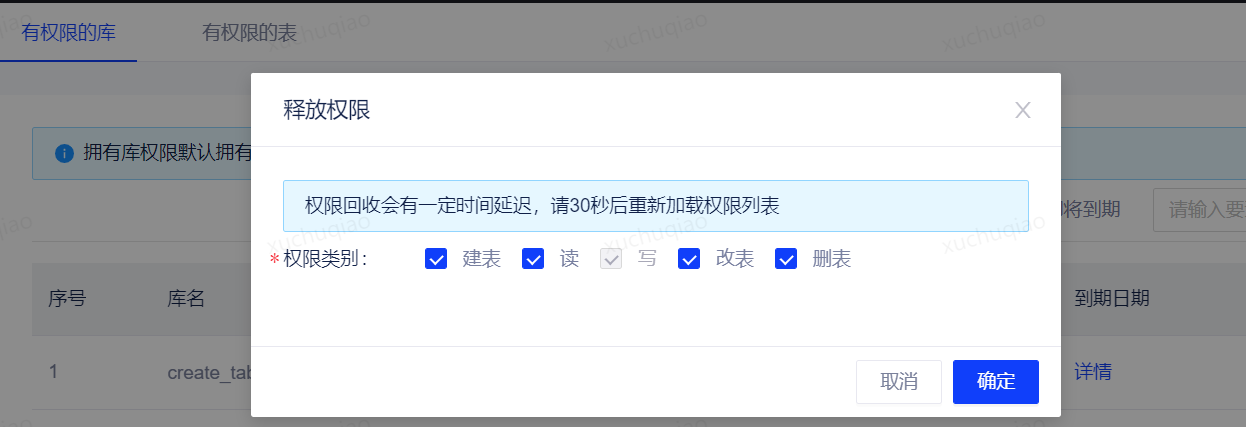 有权限的库
有权限的表
释放权限
拥有库权限默认拥有
权限回收会有一定时间延迟，请30秒后重新加载权限列表
将到期
请输入要
* 权限类别： 建表 读 写 改表 删表
序号
库名
到期日期
1
create_tab
详情
取消
确定
xuchuqiao
xuchuqiao
xuchuqiao
xuchuqiao
xuchuqiao